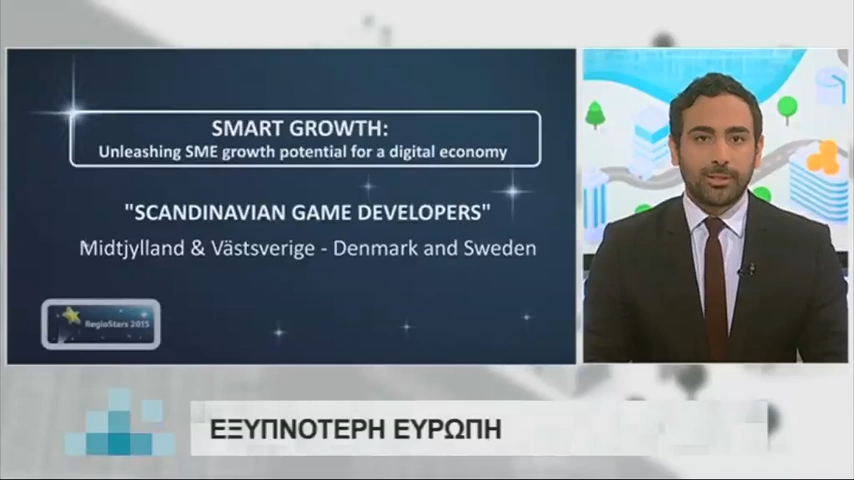 SMART GROWTH:
Unleashing SME growth potential for a digital economy
"SCANDINAVIAN GAME DEVELOPERS"
Midtjylland & Västsverige - Denmark and Sweden
RegioStars 2015
ΕΞΥΠΝΟΤΕΡΗ ΕΥΡΩΠΗ